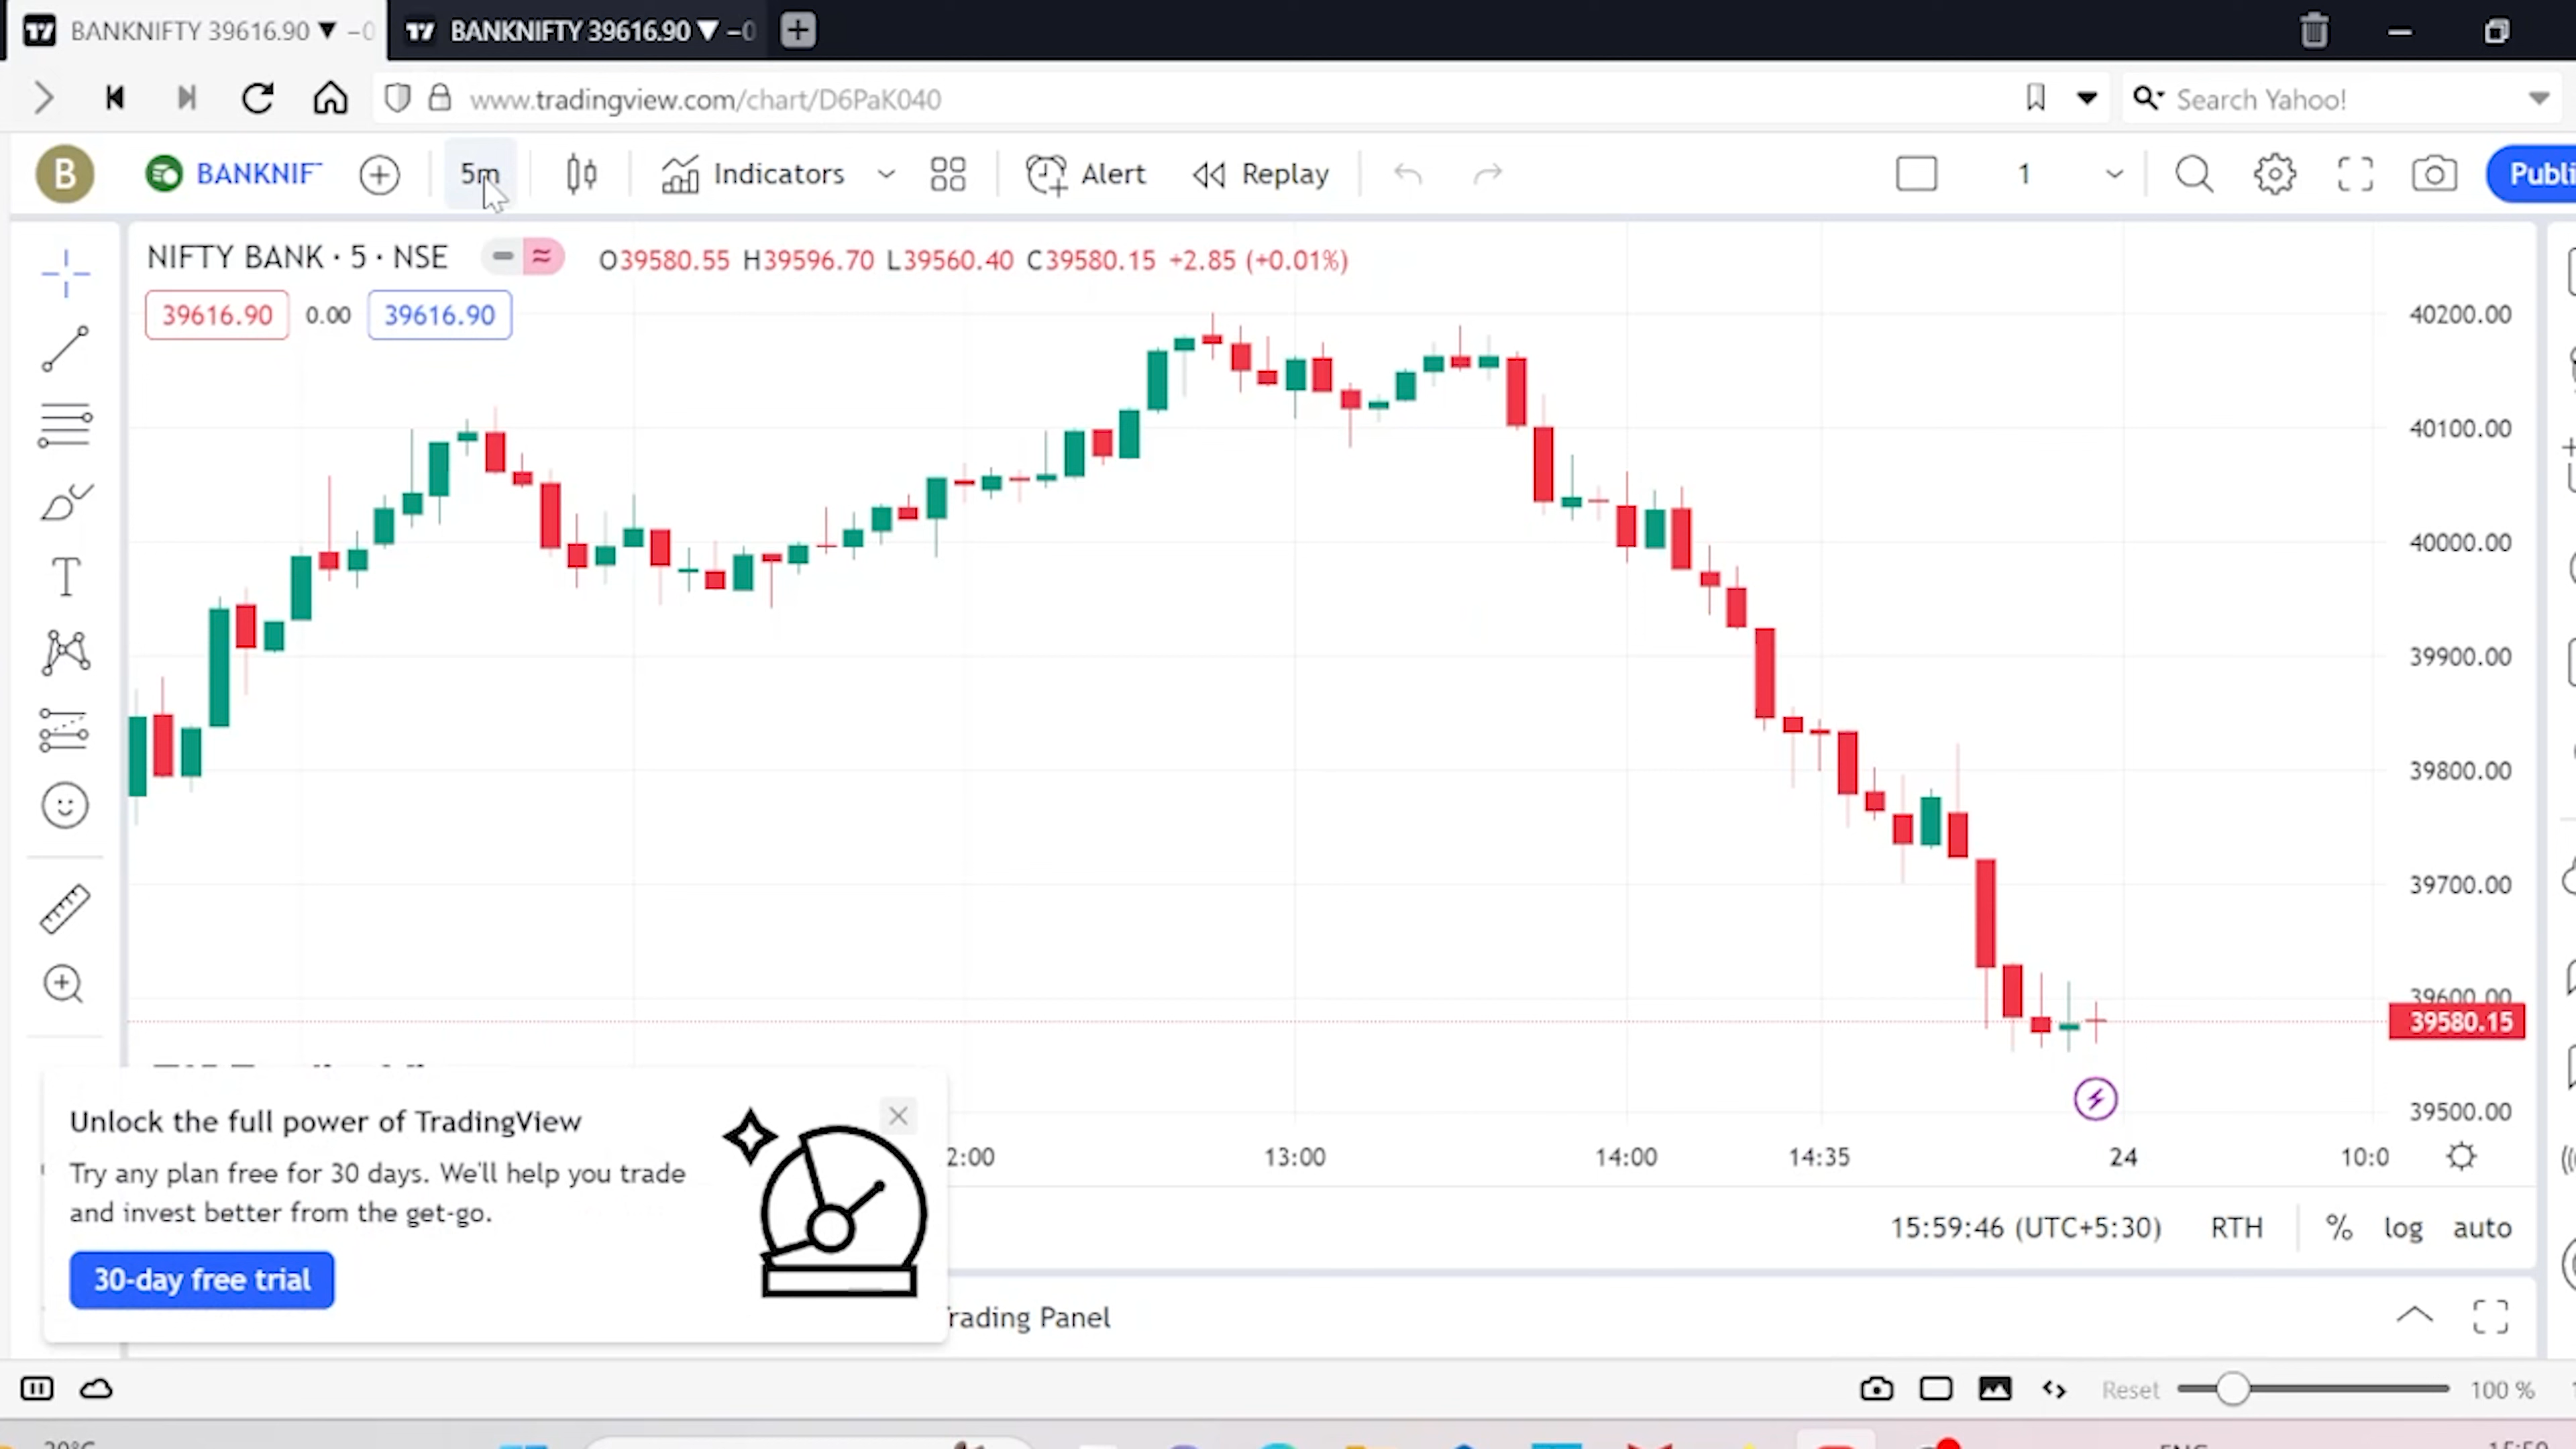 BANKNIFTY 39616.90 ▼ −0
BANKNIFTY 39616.90 ▼ −0
www.tradingview.com/chart/D6PaK040
Search Yahoo!
B
BANKNIF
5m
Indicators
Alert
Replay
1
Publi
NIFTY BANK · 5 · NSE
O39580.55 H39596.70 L39560.40 C39580.15 +2.85 (+0.01%)
39616.90 0.00 39616.90
40200.00
40100.00
40000.00
39900.00
39800.00
39700.00
39600.00
39580.15
39500.00
2:00 13:00 14:00 14:35 24 10:0
Unlock the full power of TradingView
Try any plan free for 30 days. We'll help you trade
and invest better from the get-go.
30-day free trial
15:59:46 (UTC+5:30) RTH % log auto
rading Panel
Reset 100 %